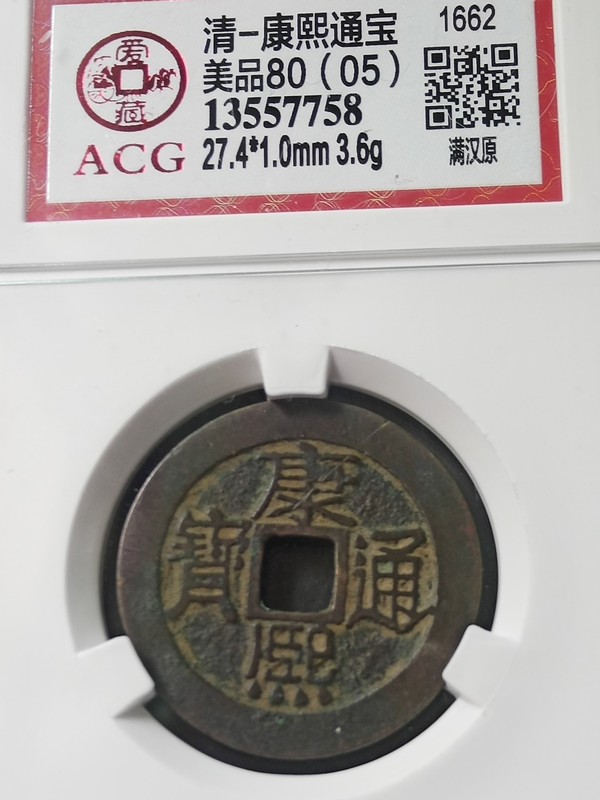 爱藏
ACG
清-康熙通宝
美品80(05)
13557758
27.4*1.0mm 3.6g
1662
满汉原
康熙通寶